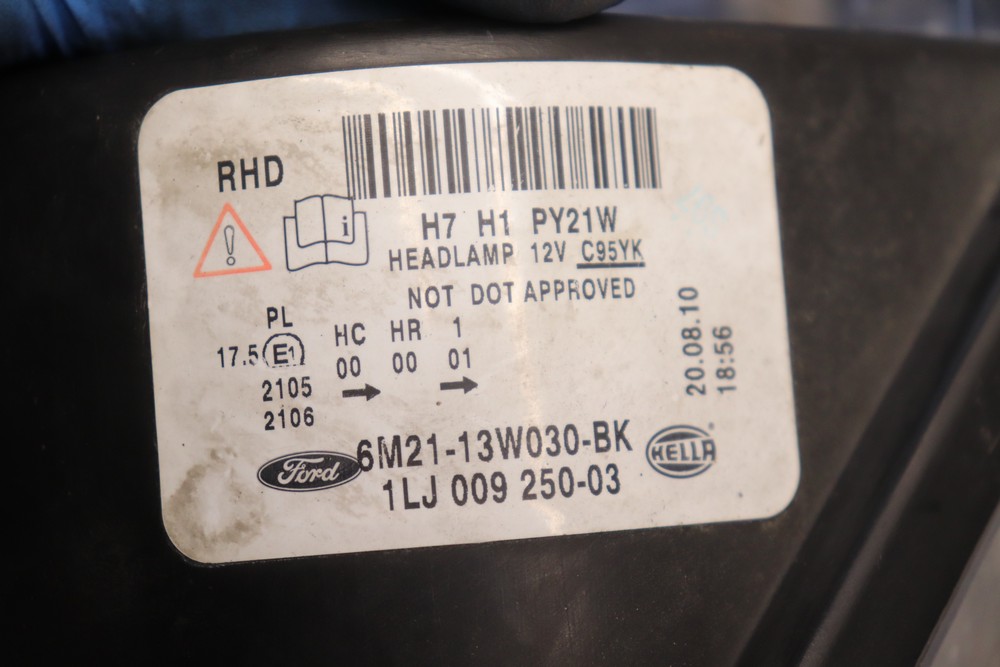 RHD
i
H7 H1 PY21W
HEADLAMP 12V C95YK
NOT DOT APPROVED
PL HC HR 1
17.5 E1 00 00 01
2105
2106
20.08.10
18:56
Ford
6M21-13W030-BK
HELLA
1LJ 009 250-03